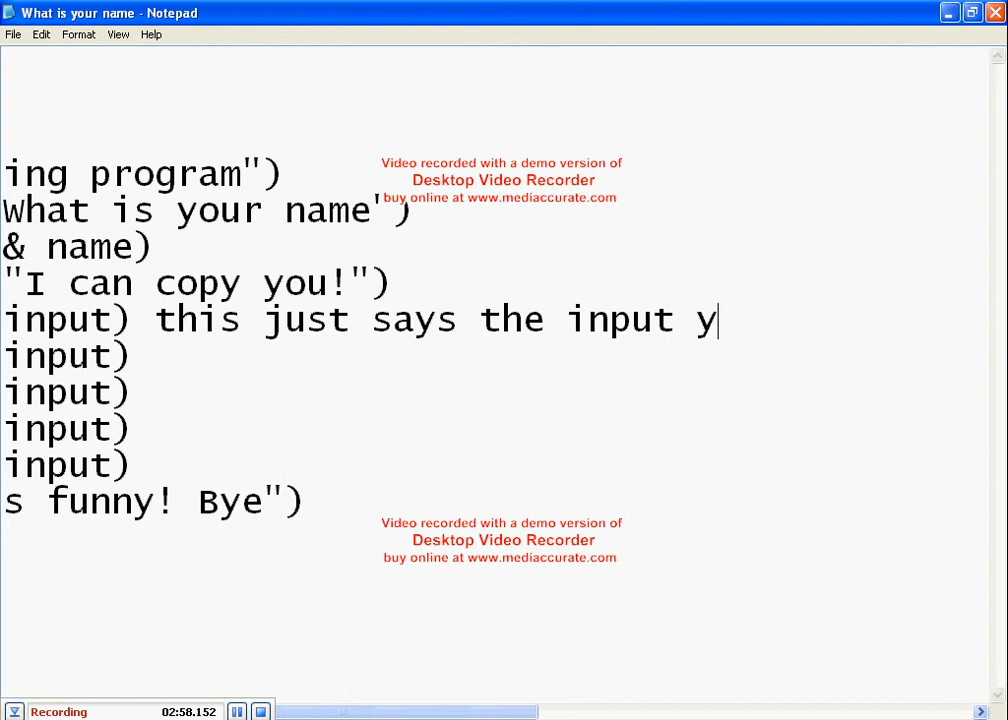 What is your name - Notepad
File Edit Format View Help
ing program")
Video recorded with a demo version of
Desktop Video Recorder
buy online at www.mediaccurate.com
What is your name")
& name)
"I can copy you!")
input) this just says the input y
input)
input)
input)
input)
s funny! Bye")
Video recorded with a demo version of
Desktop Video Recorder
buy online at www.mediaccurate.com
Recording 02:58.152